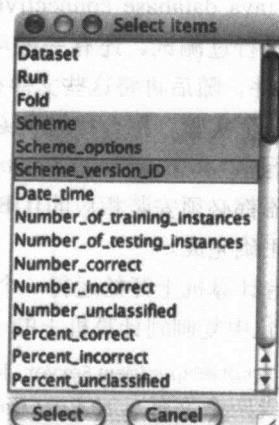 Select items
Dataset
Run
Fold
Scheme
Scheme_options
Scheme_version_ID
Date_time
Number_of_training_instances
Number_of_testing_instances
Number_correct
Number_incorrect
Number_unclassified
Percent_correct
Percent_incorrect
Percent_unclassified
Select
Cancel